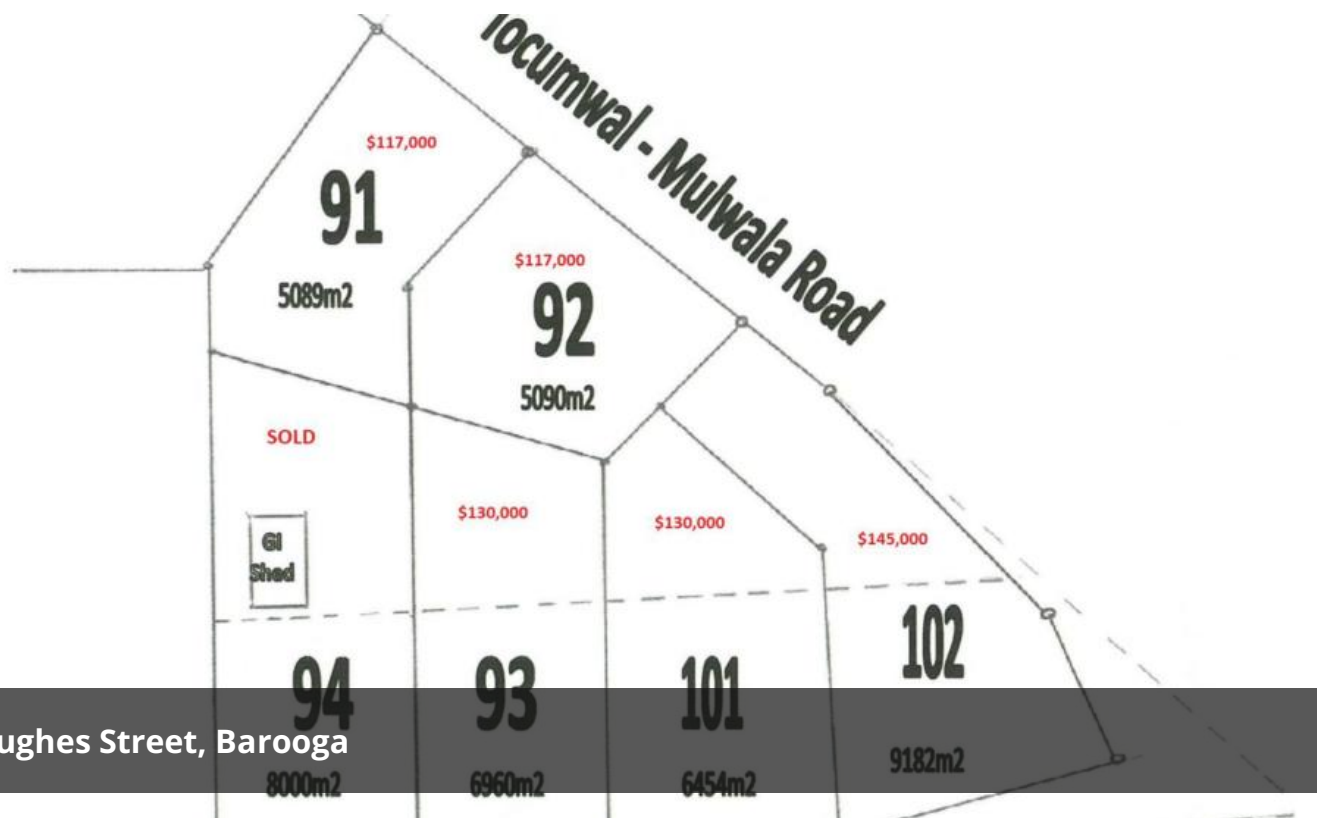 Tocumwal - Mulwala Road
$117,000
91
5089m2
$117,000
92
5090m2
SOLD
GI
Shed
$130,000
$130,000
$145,000
94
8000m2
93
6960m2
101
6454m2
102
9182m2
ughes Street, Barooga